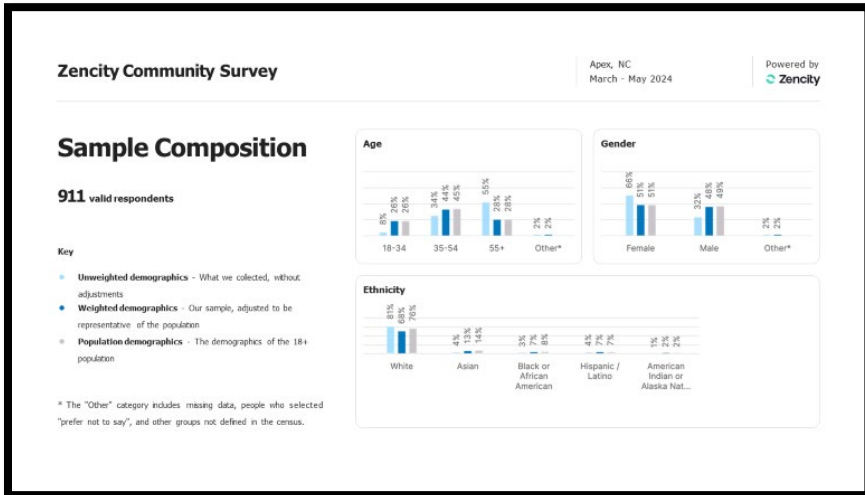 Zencity Community Survey
Apex, NC
March - May 2024
Powered by
Zencity
Sample Composition
911 valid respondents
Key
Unweighted demographics - What we collected, without
adjustments
Weighted demographics - Our sample, adjusted to be
representative of the population
Population demographics - The demographics of the 18+
population
* The "Other" category includes missing data, people who selected
"prefer not to say", and other groups not defined in the census.
Age
8% 26% 26% 34% 44% 45% 55% 28% 28% 2% 2%
18-34 35-54 55+ Other*
Gender
66% 51% 51% 32% 48% 49% 2% 2%
Female Male Other*
Ethnicity
81% 68% 76% 4% 13% 14% 3% 7% 8% 4% 7% 7% 1% 2% 2%
White Asian Black or Hispanic / American
African Latino Indian or
American Alaska Nat...